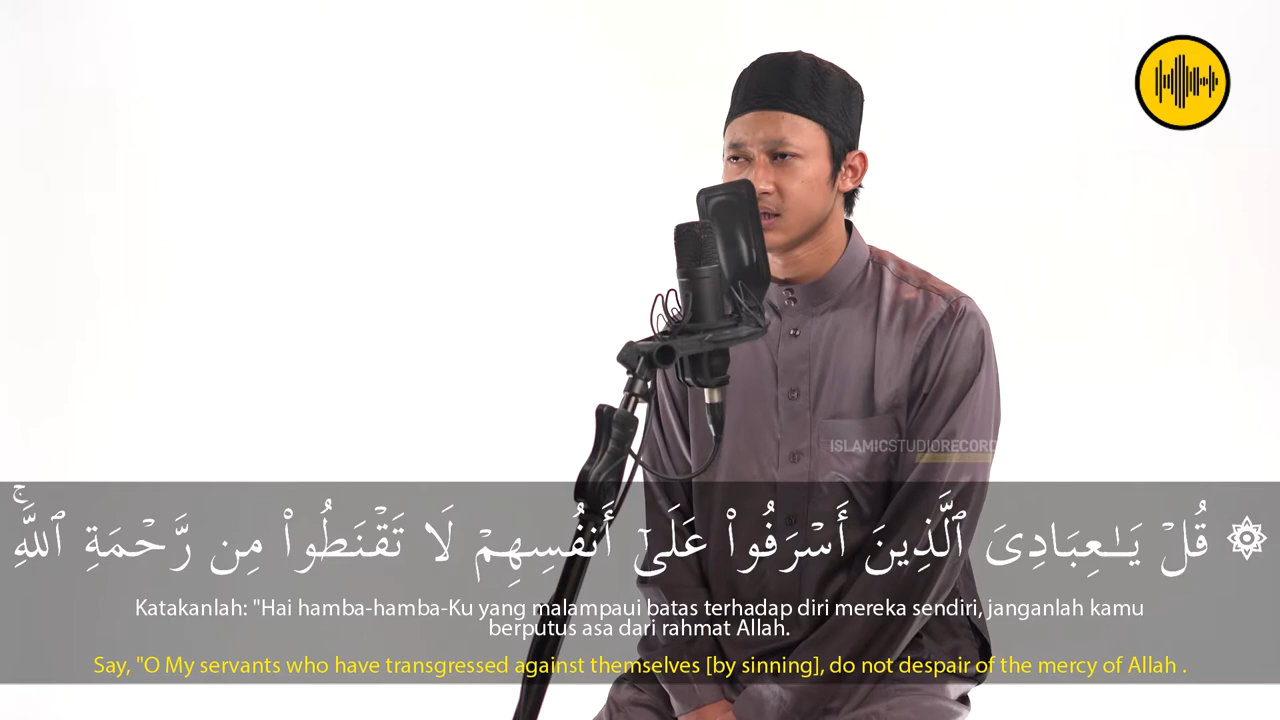 ISLAMICSTUDIORECORD
۞ قُلْ يَـٰعِبَادِىَ ٱلَّذِينَ أَسْرَفُوا۟ عَلَىٰٓ أَنفُسِهِمْ لَا تَقْنَطُوا۟ مِن رَّحْمَةِ ٱللَّهِ ۚ
Katakanlah: "Hai hamba-hamba-Ku yang malampaui batas terhadap diri mereka sendiri, janganlah kamu
berputus asa dari rahmat Allah.
Say, "O My servants who have transgressed against themselves [by sinning], do not despair of the mercy of Allah .